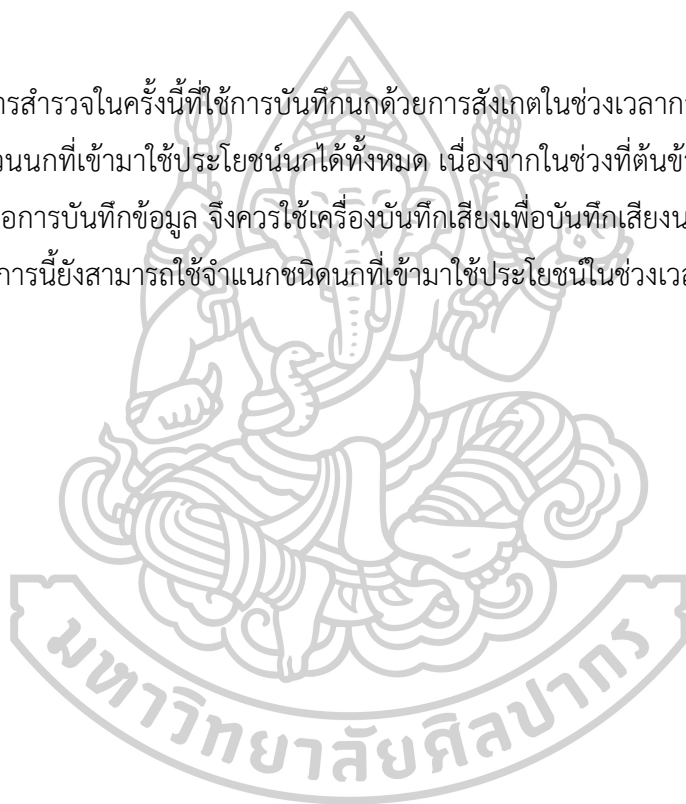 ารสำรวจในครั้งนี้ที่ใช้การบันทึกนกด้วยการสังเกตในช่วงเวลาก
วนนกที่เข้ามาใช้ประโยชน์นกได้ทั้งหมด เนื่องจากในช่วงที่ต้นข้
อการบันทึกข้อมูล จึงควรใช้เครื่องบันทึกเสียงเพื่อบันทึกเสียงน
การนี้ยังสามารถใช้จำแนกชนิดนกที่เข้ามาใช้ประโยชน์ในช่วงเวล
มหาวิทยาลัยศิลปากร